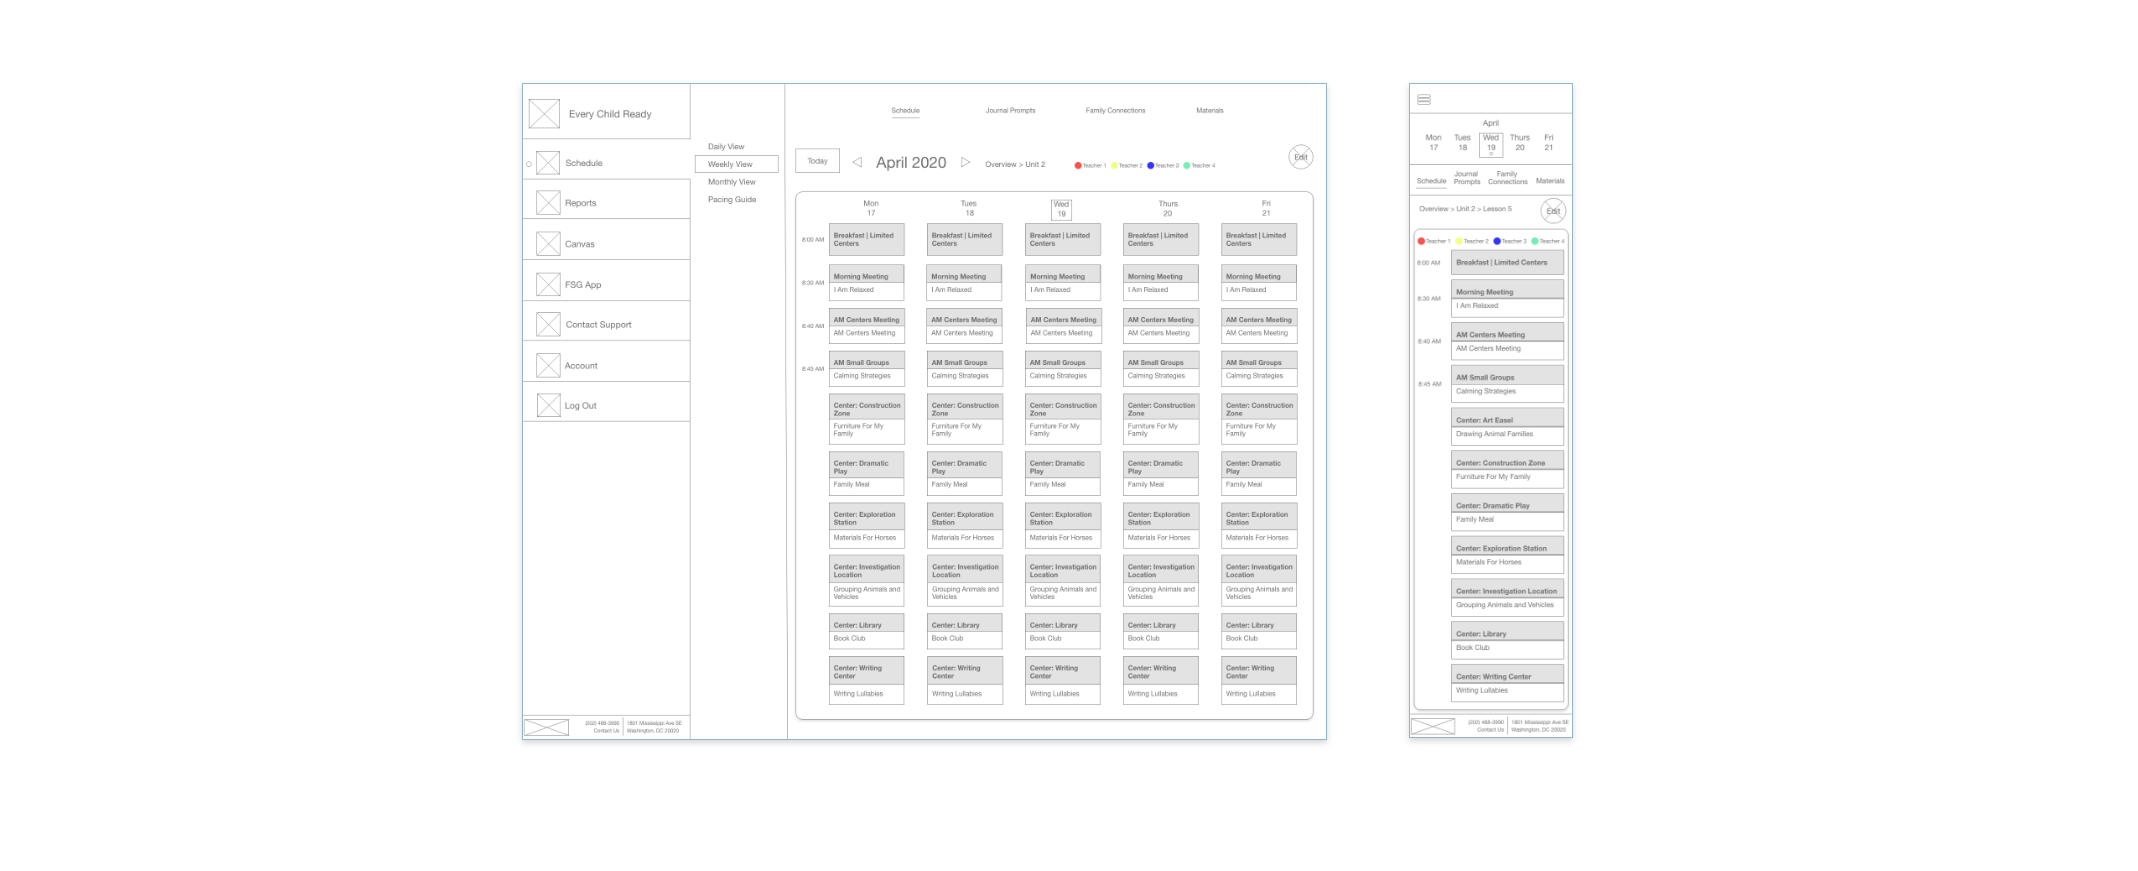 Every Child Ready
Schedule
Reports
Canvas
FSG App
Contact Support
Account
Log Out
(202) 488-3990
Contact Us
1801 Mississippi Ave SE
Washington, DC 20020
Daily View
Weekly View
Monthly View
Pacing Guide
Schedule Journal Prompts Family Connections Materials
Today April 2020 Overview > Unit 2 Teacher 1 Teacher 2 Teacher 3 Teacher 4 Edit
Mon Tues Wed Thurs Fri
17 18 19 20 21
8:00 AM
Breakfast | Limited Breakfast | Limited Breakfast | Limited Breakfast | Limited Breakfast | Limited
Centers Centers Centers Centers Centers
Morning Meeting Morning Meeting Morning Meeting Morning Meeting Morning Meeting
8:30 AM
I Am Relaxed I Am Relaxed I Am Relaxed I Am Relaxed I Am Relaxed
AM Centers Meeting AM Centers Meeting AM Centers Meeting AM Centers Meeting AM Centers Meeting
8:40 AM
AM Centers Meeting AM Centers Meeting AM Centers Meeting AM Centers Meeting AM Centers Meeting
AM Small Groups AM Small Groups AM Small Groups AM Small Groups AM Small Groups
8:45 AM
Calming Strategies Calming Strategies Calming Strategies Calming Strategies Calming Strategies
Center: Construction Center: Construction Center: Construction Center: Construction Center: Construction
Zone Zone Zone Zone Zone
Furniture For My Furniture For My Furniture For My Furniture For My Furniture For My
Family Family Family Family Family
Center: Dramatic Center: Dramatic Center: Dramatic Center: Dramatic Center: Dramatic
Play Play Play Play Play
Family Meal Family Meal Family Meal Family Meal Family Meal
Center: Exploration Center: Exploration Center: Exploration Center: Exploration Center: Exploration
Station Station Station Station Station
Materials For Horses Materials For Horses Materials For Horses Materials For Horses Materials For Horses
Center: Investigation Center: Investigation Center: Investigation Center: Investigation Center: Investigation
Location Location Location Location Location
Grouping Animals and Grouping Animals and Grouping Animals and Grouping Animals and Grouping Animals and
Vehicles Vehicles Vehicles Vehicles Vehicles
Center: Library Center: Library Center: Library Center: Library Center: Library
Book Club Book Club Book Club Book Club Book Club
Center: Writing Center: Writing Center: Writing Center: Writing Center: Writing
Center Center Center Center Center
Writing Lullabies Writing Lullabies Writing Lullabies Writing Lullabies Writing Lullabies
April
Mon Tues Wed Thurs Fri
17 18 19 20 21
Schedule
Journal
Prompts
Family
Connections
Materials
Overview > Unit 2 > Lesson 5
Edit
Teacher 1 Teacher 2 Teacher 3 Teacher 4
8:00 AM
Breakfast | Limited Centers
Morning Meeting
8:30 AM
I Am Relaxed
AM Centers Meeting
8:40 AM
AM Centers Meeting
AM Small Groups
8:45 AM
Calming Strategies
Center: Art Easel
Drawing Animal Families
Center: Construction Zone
Furniture For My Family
Center: Dramatic Play
Family Meal
Center: Exploration Station
Materials For Horses
Center: Investigation Location
Grouping Animals and Vehicles
Center: Library
Book Club
Center: Writing Center
Writing Lullabies
(202) 488-3990
Contact Us
1801 Mississippi Ave SE
Washington, DC 20020